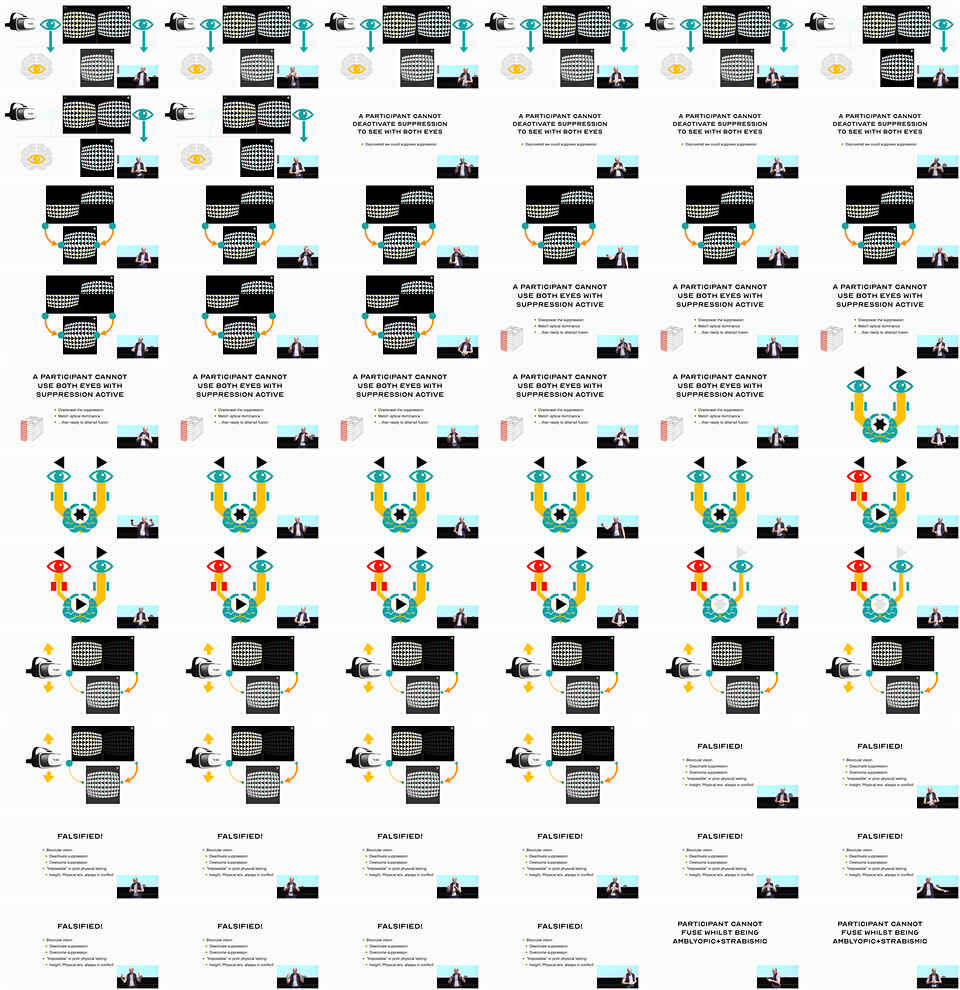 A PARTICIPANT CANNOT
DEACTIVATE SUPPRESSION
TO SEE WITH BOTH EYES
Discovered we could suppress suppression
A PARTICIPANT CANNOT
DEACTIVATE SUPPRESSION
TO SEE WITH BOTH EYES
Discovered we could suppress suppression
A PARTICIPANT CANNOT
DEACTIVATE SUPPRESSION
TO SEE WITH BOTH EYES
Discovered we could suppress suppression
A PARTICIPANT CANNOT
DEACTIVATE SUPPRESSION
TO SEE WITH BOTH EYES
Discovered we could suppress suppression
A PARTICIPANT CANNOT
USE BOTH EYES WITH
SUPPRESSION ACTIVE
Overpower the suppression
Match optical dominance
...then ready to attempt fusion
A PARTICIPANT CANNOT
USE BOTH EYES WITH
SUPPRESSION ACTIVE
Overpower the suppression
Match optical dominance
...then ready to attempt fusion
A PARTICIPANT CANNOT
USE BOTH EYES WITH
SUPPRESSION ACTIVE
Overpower the suppression
Match optical dominance
...then ready to attempt fusion
A PARTICIPANT CANNOT
USE BOTH EYES WITH
SUPPRESSION ACTIVE
Overpower the suppression
Match optical dominance
...then ready to attempt fusion
A PARTICIPANT CANNOT
USE BOTH EYES WITH
SUPPRESSION ACTIVE
Overpower the suppression
Match optical dominance
...then ready to attempt fusion
A PARTICIPANT CANNOT
USE BOTH EYES WITH
SUPPRESSION ACTIVE
Overpower the suppression
Match optical dominance
...then ready to attempt fusion
A PARTICIPANT CANNOT
USE BOTH EYES WITH
SUPPRESSION ACTIVE
Overpower the suppression
Match optical dominance
...then ready to attempt fusion
A PARTICIPANT CANNOT
USE BOTH EYES WITH
SUPPRESSION ACTIVE
Overpower the suppression
Match optical dominance
...then ready to attempt fusion
FALSIFIED!
Binocular vision
Deactivate suppression
Overcome suppression
"Impossible" in prior physical testing
Insight: Physical env. always in conflict!
FALSIFIED!
Binocular vision
Deactivate suppression
Overcome suppression
"Impossible" in prior physical testing
Insight: Physical env. always in conflict!
FALSIFIED!
Binocular vision
Deactivate suppression
Overcome suppression
"Impossible" in prior physical testing
Insight: Physical env. always in conflict!
FALSIFIED!
Binocular vision
Deactivate suppression
Overcome suppression
"Impossible" in prior physical testing
Insight: Physical env. always in conflict!
FALSIFIED!
Binocular vision
Deactivate suppression
Overcome suppression
"Impossible" in prior physical testing
Insight: Physical env. always in conflict!
FALSIFIED!
Binocular vision
Deactivate suppression
Overcome suppression
"Impossible" in prior physical testing
Insight: Physical env. always in conflict!
FALSIFIED!
Binocular vision
Deactivate suppression
Overcome suppression
"Impossible" in prior physical testing
Insight: Physical env. always in conflict!
FALSIFIED!
Binocular vision
Deactivate suppression
Overcome suppression
"Impossible" in prior physical testing
Insight: Physical env. always in conflict!
FALSIFIED!
Binocular vision
Deactivate suppression
Overcome suppression
"Impossible" in prior physical testing
Insight: Physical env. always in conflict!
FALSIFIED!
Binocular vision
Deactivate suppression
Overcome suppression
"Impossible" in prior physical testing
Insight: Physical env. always in conflict!
FALSIFIED!
Binocular vision
Deactivate suppression
Overcome suppression
"Impossible" in prior physical testing
Insight: Physical env. always in conflict!
FALSIFIED!
Binocular vision
Deactivate suppression
Overcome suppression
"Impossible" in prior physical testing
Insight: Physical env. always in conflict!
PARTICIPANT CANNOT
FUSE WHILST BEING
AMBLYOPIC+STRABISMIC
PARTICIPANT CANNOT
FUSE WHILST BEING
AMBLYOPIC+STRABISMIC